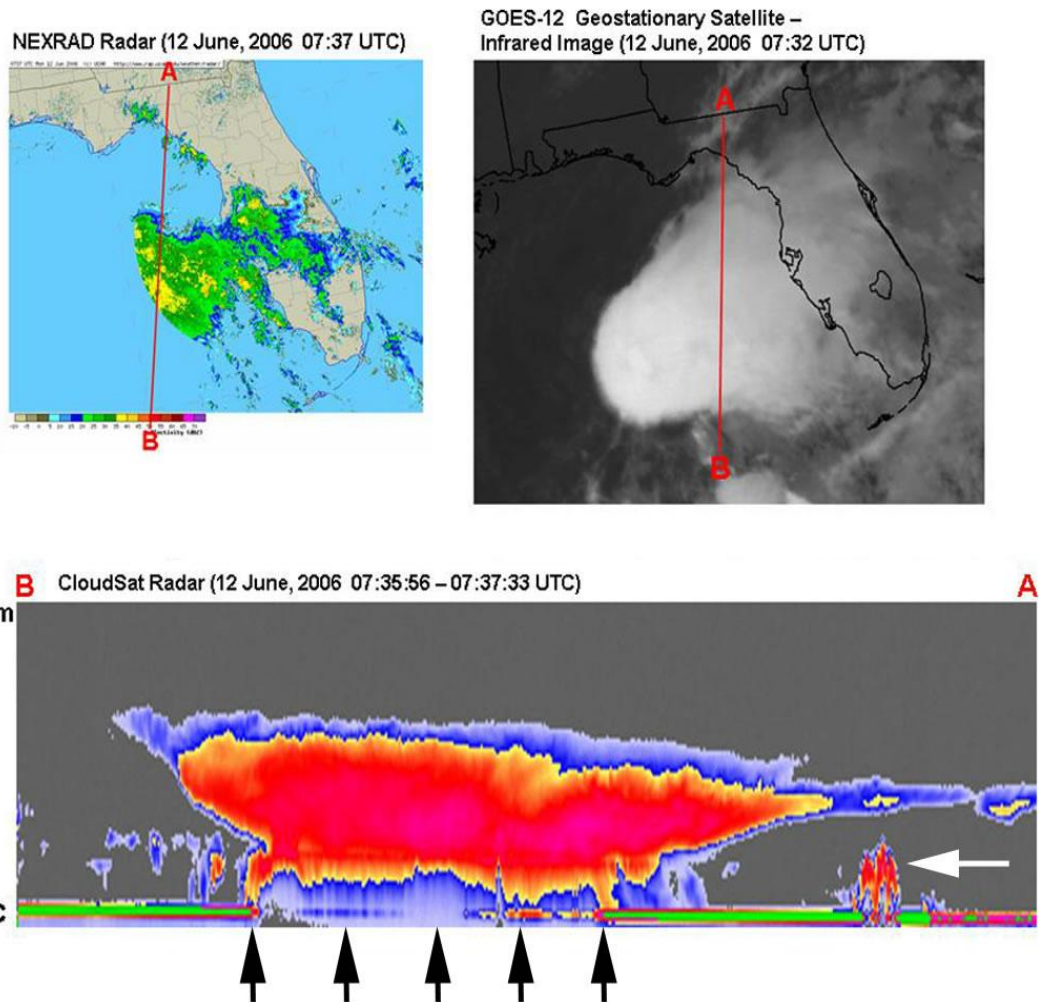 GOES-12 Geostationary Satellite –
NEXRAD Radar (12 June, 2006 07:37 UTC)
Infrared Image (12 June, 2006 07:32 UTC)
A
A
B
B
B CloudSat Radar (12 June, 2006 07:35:56 – 07:37:33 UTC) A
m